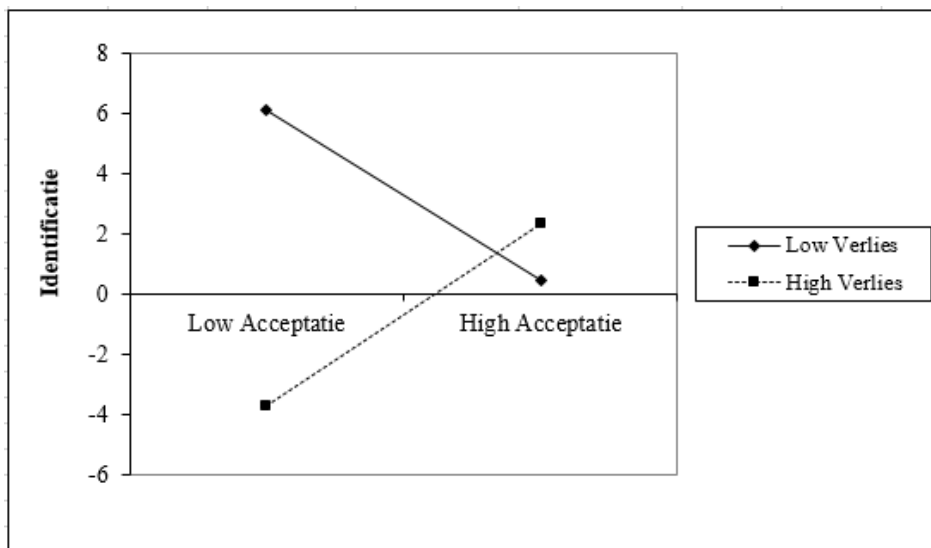 8
6
4
2
0
-2
-4
-6
Identificatie
Low Acceptatie
High Acceptatie
Low Verlies
High Verlies